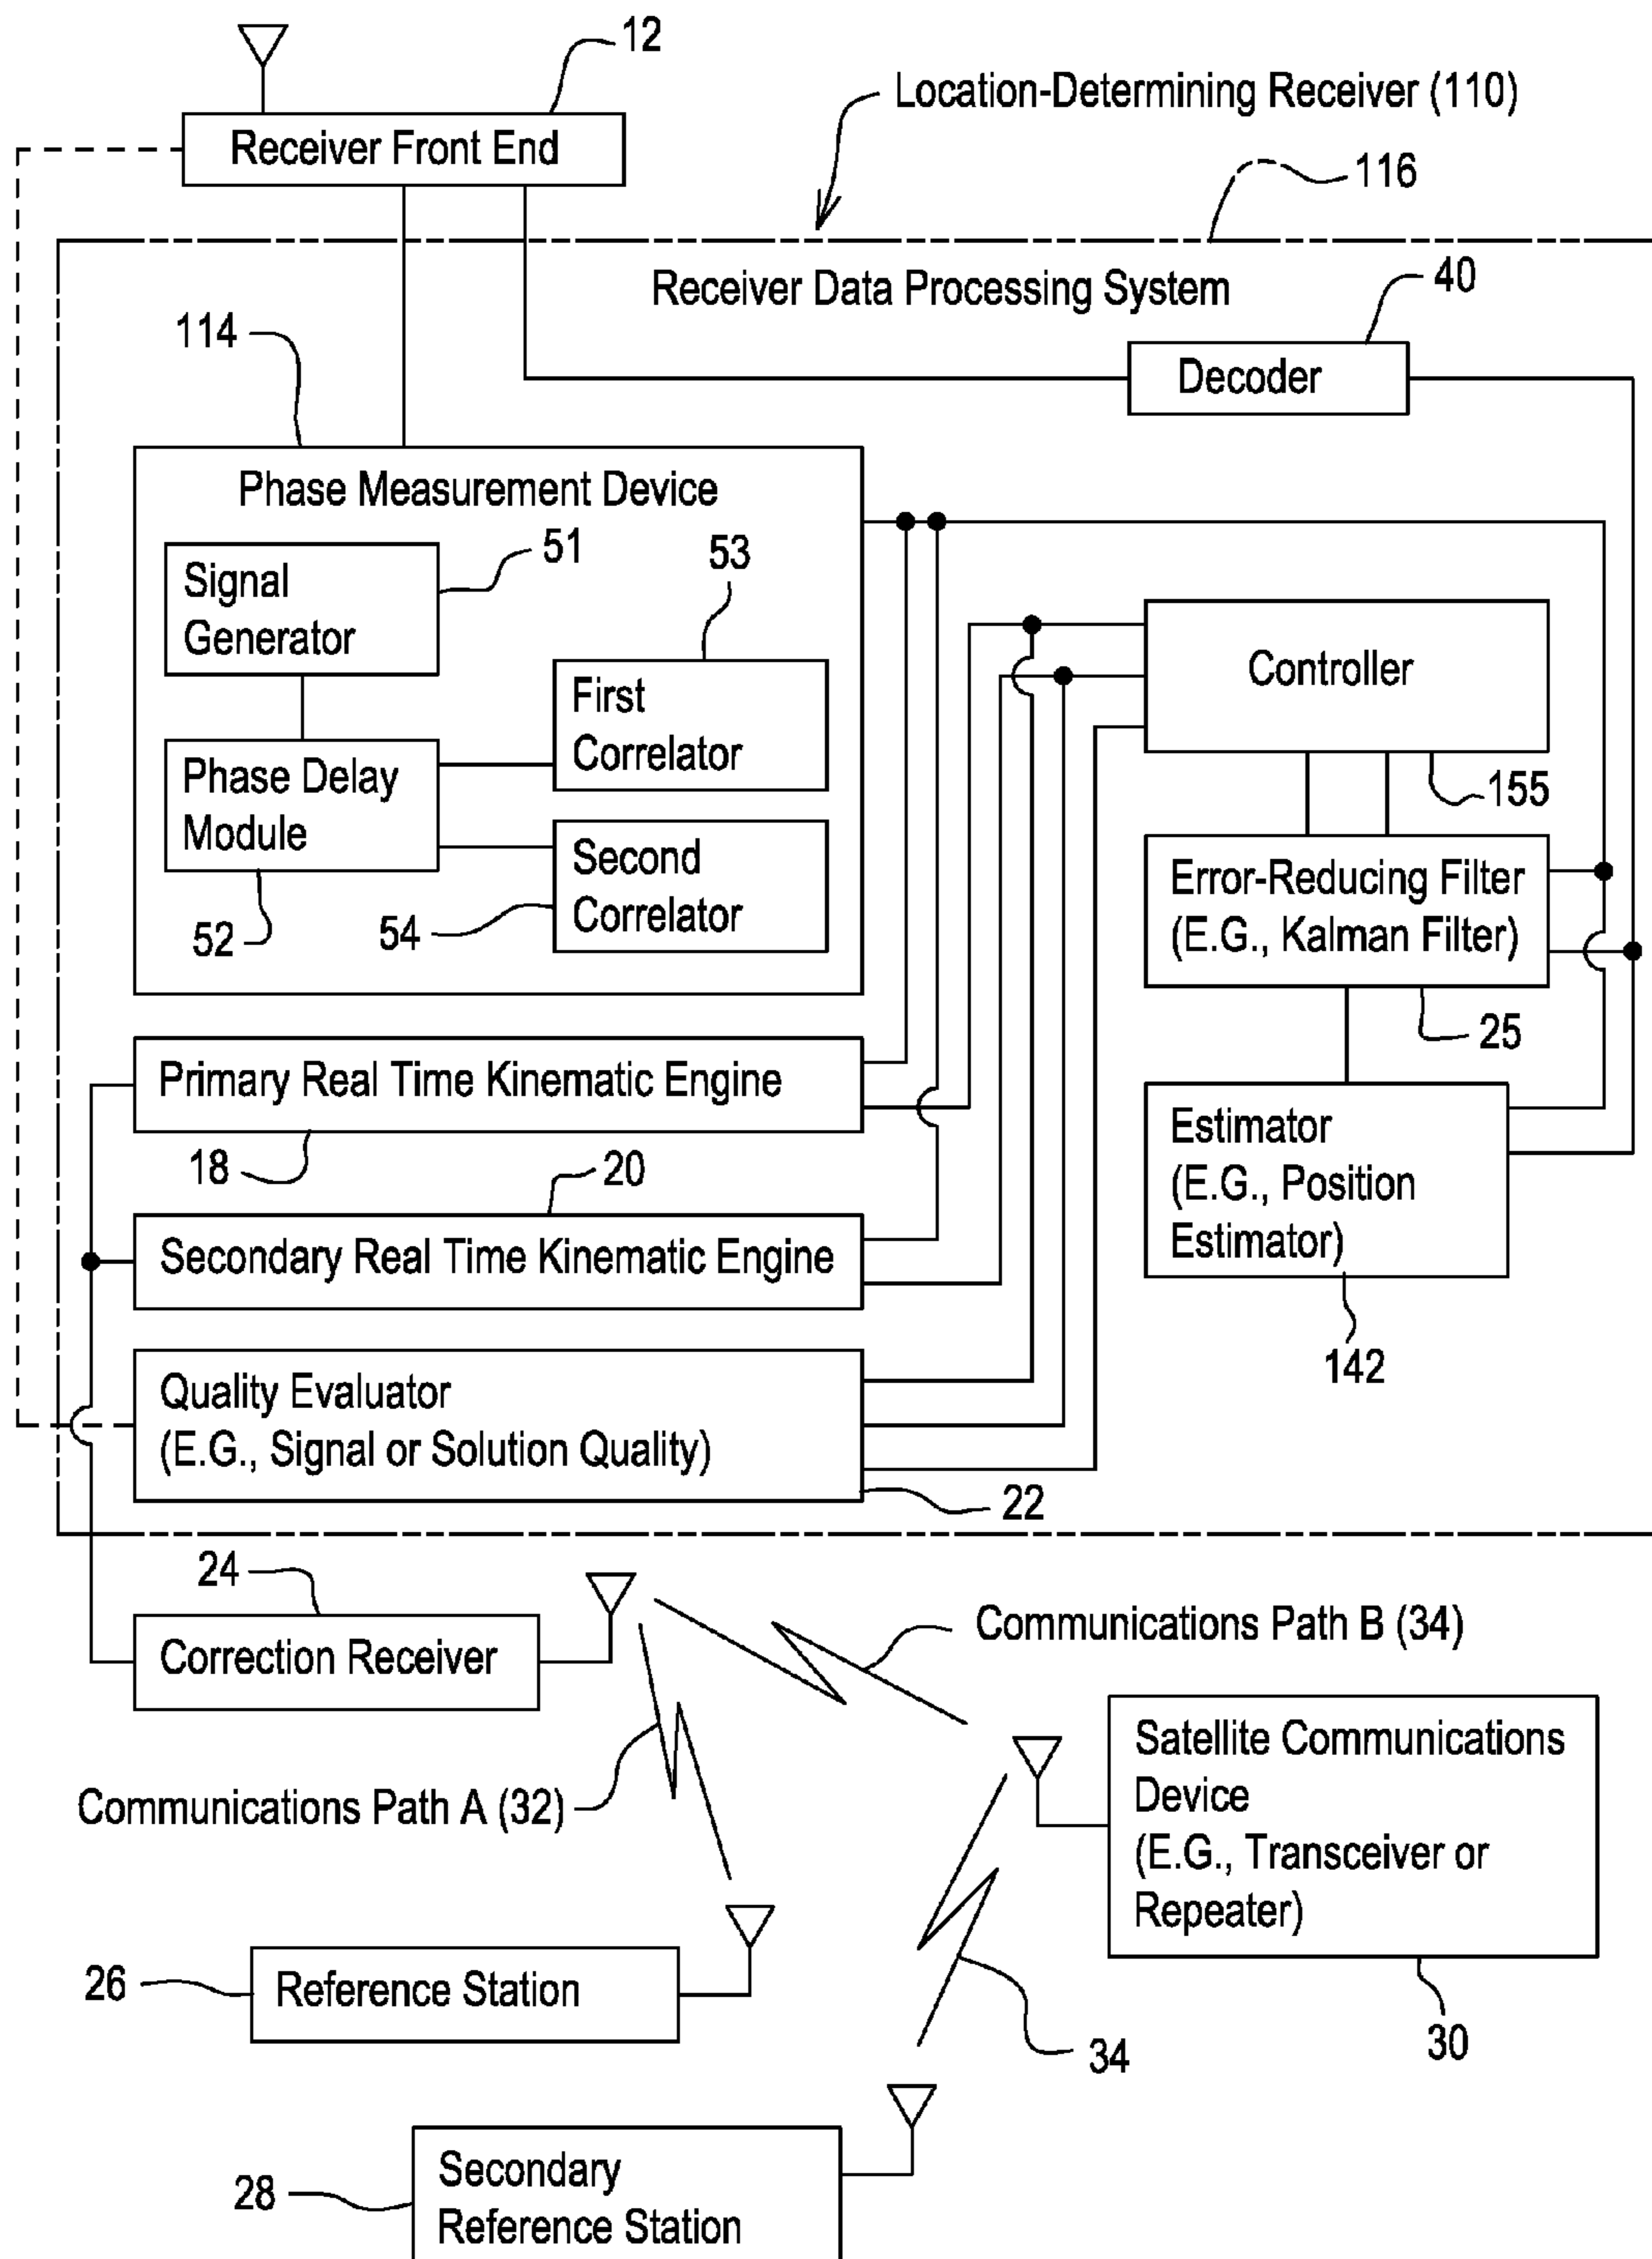 12
Receiver Front End
Location-Determining Receiver (110)
116
Receiver Data Processing System
40
114
Decoder
Phase Measurement Device
51
53
Signal
Generator
First
Correlator
Controller
Phase Delay
Module
155
Second
Correlator
52
54
Error-Reducing Filter
(E.G., Kalman Filter)
25
Primary Real Time Kinematic Engine
18
20
Estimator
(E.G., Position
Estimator)
Secondary Real Time Kinematic Engine
142
Quality Evaluator
(E.G., Signal or Solution Quality)
22
24
Correction Receiver
Communications Path B (34)
Communications Path A (32)
Satellite Communications
Device
(E.G., Transceiver or
Repeater)
26
Reference Station
34
30
28
Secondary
Reference Station